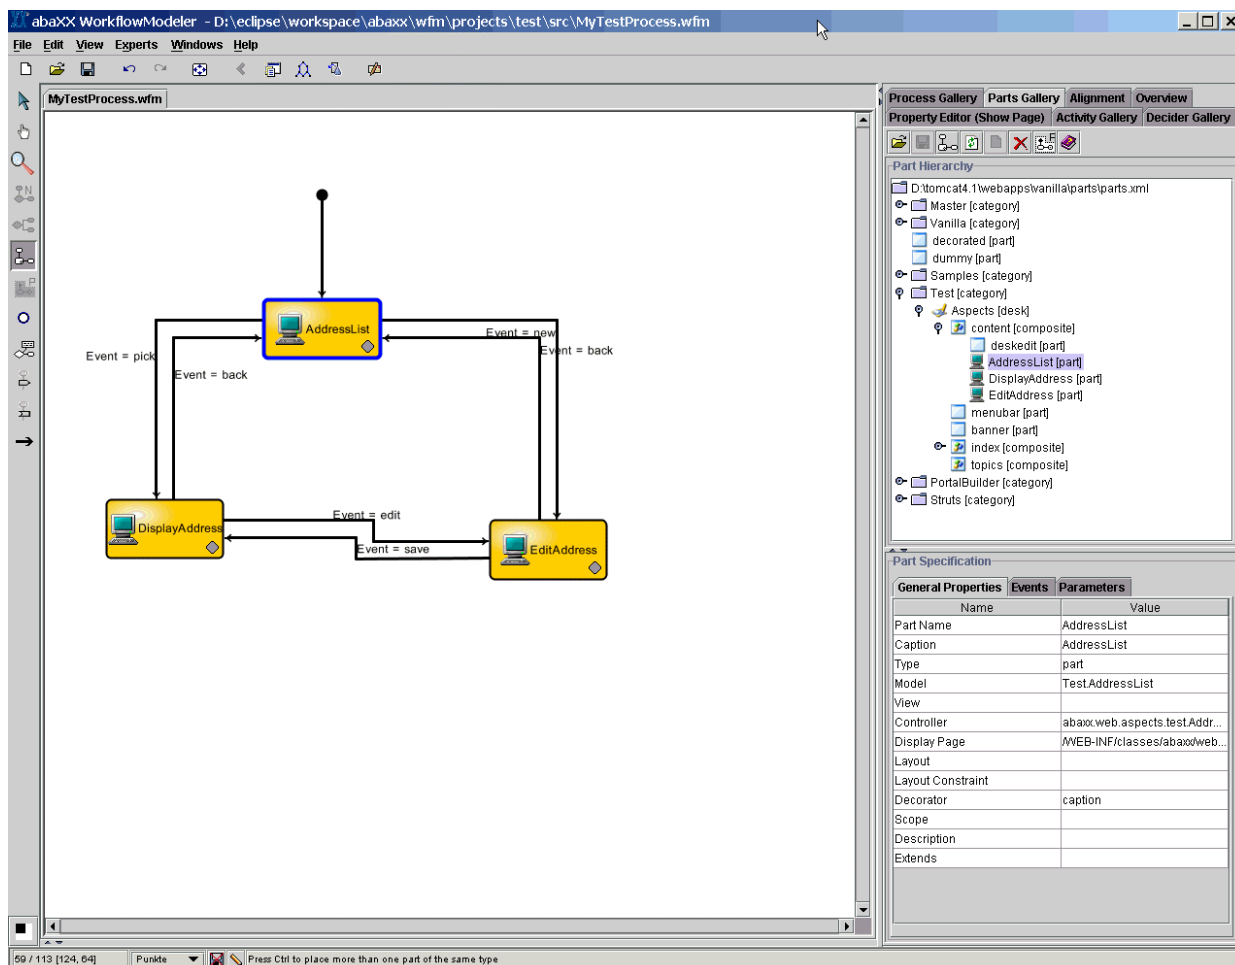 abaXX WorkflowModeler - D:\eclipse\workspace\abaxx\wfm\projects\test\src\MyTestProcess.wfm
File Edit View Experts Windows Help
MyTestProcess.wfm
AddressList
Event = new
Event = back
Event = pick
Event = back
DisplayAddress
Event = edit
Event = save
EditAddress
Process Gallery Parts Gallery Alignment Overview
Property Editor (Show Page) Activity Gallery Decider Gallery
Part Hierarchy
D:\tomcat4.1\webapps\vanilla\parts\parts.xml
Master [category]
Vanilla [category]
decorated [part]
dummy [part]
Samples [category]
Test [category]
Aspects [desk]
content [composite]
deskedit [part]
AddressList [part]
DisplayAddress [part]
EditAddress [part]
menubar [part]
banner [part]
index [composite]
topics [composite]
PortalBuilder [category]
Struts [category]
Part Specification
General Properties Events Parameters
Name Value
Part Name AddressList
Caption AddressList
Type part
Model Test.AddressList
View
Controller abaxx.web.aspects.test.Addr...
Display Page /WEB-INF/classes/abaxx/web...
Layout
Layout Constraint
Decorator caption
Scope
Description
Extends
59 / 113 [124, 64] Punkte Press Ctrl to place more than one part of the same type